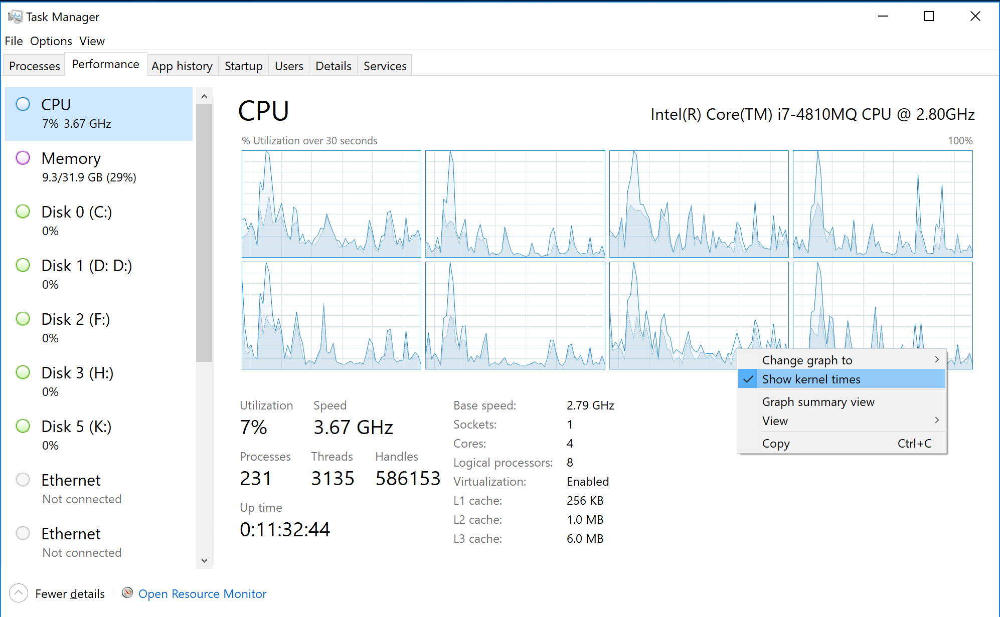 Task Manager
File Options View
Processes Performance App history Startup Users Details Services
CPU
7% 3.67 GHz
Memory
9.3/31.9 GB (29%)
Disk 0 (C:)
0%
Disk 1 (D: D:)
0%
Disk 2 (F:)
0%
Disk 3 (H:)
0%
Disk 5 (K:)
0%
Ethernet
Not connected
Ethernet
Not connected
CPU
Intel(R) Core(TM) i7-4810MQ CPU @ 2.80GHz
% Utilization over 30 seconds 100%
Change graph to
Show kernel times
Graph summary view
View
Copy Ctrl+C
Utilization Speed
7% 3.67 GHz
Processes Threads Handles
231 3135 586153
Up time
0:11:32:44
Base speed: 2.79 GHz
Sockets: 1
Cores: 4
Logical processors: 8
Virtualization: Enabled
L1 cache: 256 KB
L2 cache: 1.0 MB
L3 cache: 6.0 MB
Fewer details Open Resource Monitor